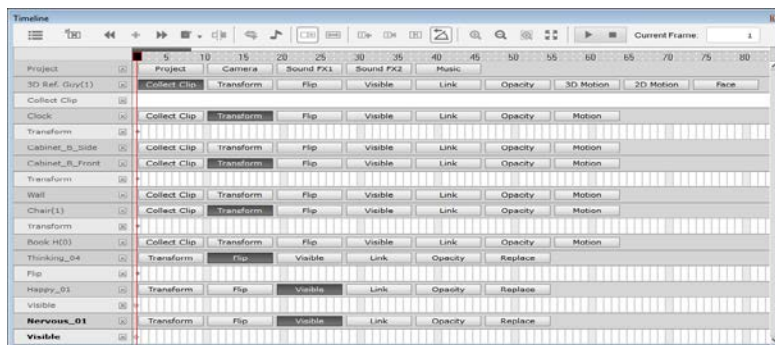 Timeline
Current Frame: 1
5 10 15 20 25 30 35 40 45 50 55 60 65 70 75 80
Project Project Camera Sound FX1 Sound FX2 Music
3D Ref. Guy(1) Collect Clip Transform Flip Visible Link Opacity 3D Motion 2D Motion Face
Collect Clip
Clock Collect Clip Transform Flip Visible Link Opacity Motion
Transform
Cabinet_B_Side Collect Clip Transform Flip Visible Link Opacity Motion
Cabinet_B_Front Collect Clip Transform Flip Visible Link Opacity Motion
Transform
Wall Collect Clip Transform Flip Visible Link Opacity Motion
Chair(1) Collect Clip Transform Flip Visible Link Opacity Motion
Transform
Book H(0) Collect Clip Transform Flip Visible Link Opacity Motion
Thinking_04 Transform Flip Visible Link Opacity Replace
Flip
Happy_01 Transform Flip Visible Link Opacity Replace
Visible
Nervous_01 Transform Flip Visible Link Opacity Replace
Visible